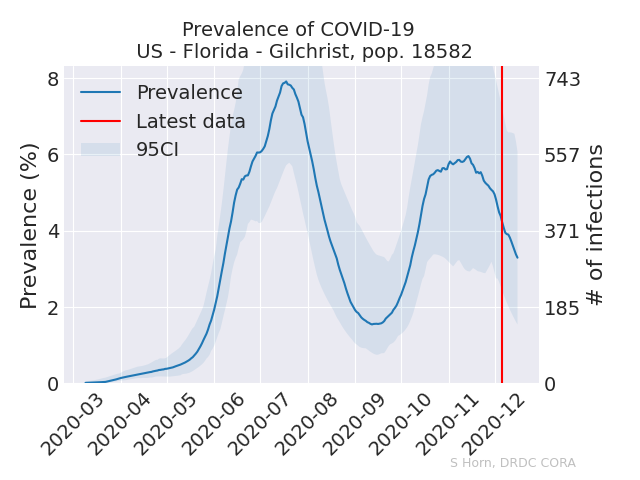 Prevalence of COVID-19
US - Florida - Gilchrist, pop. 18582
Prevalence
Latest data
95CI
Prevalence (%)
8
6
4
2
0
743
557
371
185
0
# of infections
2020-03
2020-04
2020-05
2020-06
2020-07
2020-08
2020-09
2020-10
2020-11
2020-12
S Horn, DRDC CORA